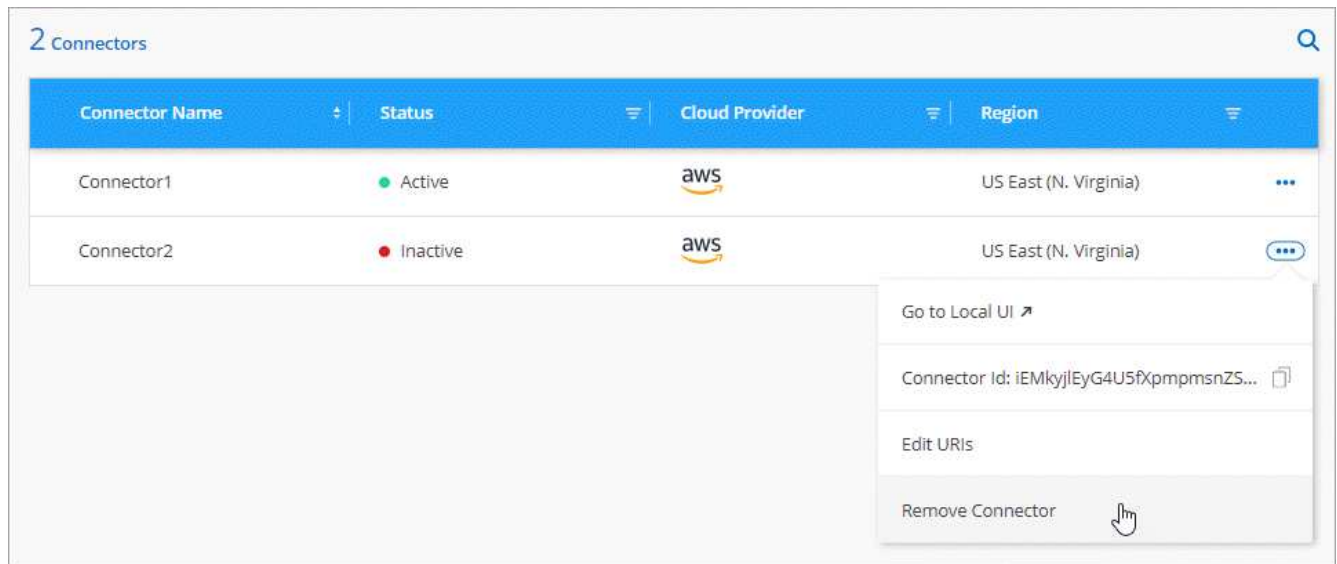 2 Connectors
Connector Name Status Cloud Provider Region
Connector1 Active aws US East (N. Virginia)
Connector2 Inactive aws US East (N. Virginia)
Go to Local UI
Connector Id: iEMkyjlEyG4U5fXpmpmsnZS...
Edit URIs
Remove Connector